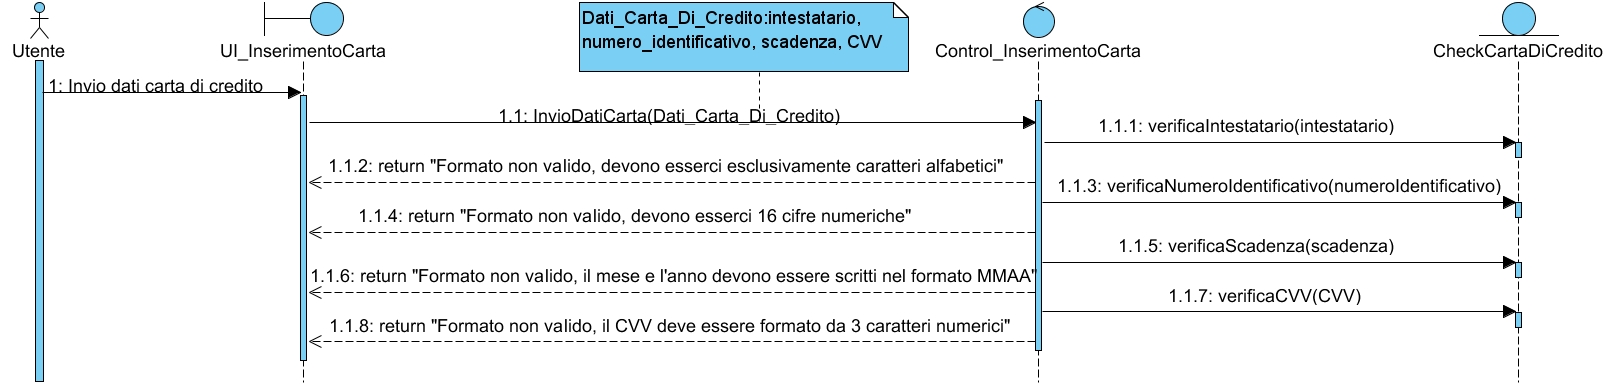 Dati_Carta_Di_Credito:intestatario,
numero_identificativo, scadenza, CVV
Utente
UI_InserimentoCarta
Control_InserimentoCarta
CheckCartaDiCredito
1: Invio dati carta di credito
1.1: InvioDatiCarta(Dati_Carta_Di_Credito)
1.1.1: verificaIntestatario(intestatario)
1.1.2: return "Formato non valido, devono esserci esclusivamente caratteri alfabetici"
1.1.3: verificaNumeroIdentificativo(numeroIdentificativo)
1.1.4: return "Formato non valido, devono esserci 16 cifre numeriche"
1.1.5: verificaScadenza(scadenza)
1.1.6: return "Formato non valido, il mese e l'anno devono essere scritti nel formato MMAA"
1.1.7: verificaCVV(CVV)
1.1.8: return "Formato non valido, il CVV deve essere formato da 3 caratteri numerici"